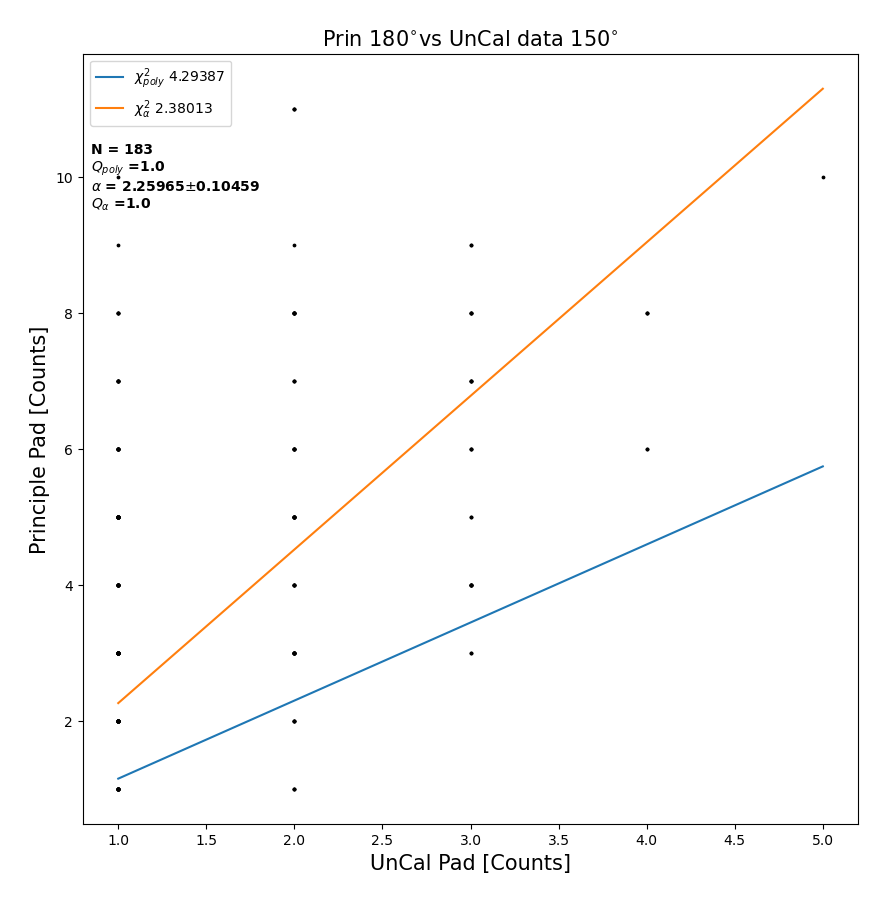 Prin 180°vs UnCal data 150°
χ²poly 4.29387
χ²α 2.38013
N = 183
Qpoly =1.0
α = 2.25965±0.10459
Qα =1.0
10
8
6
4
2
Principle Pad [Counts]
1.0 1.5 2.0 2.5 3.0 3.5 4.0 4.5 5.0
UnCal Pad [Counts]